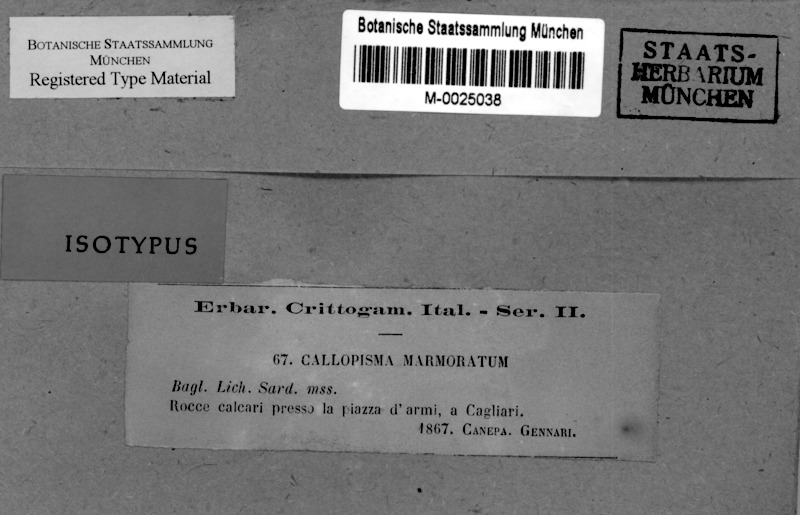 BOTANISCHE STAATSSAMMLUNG
MÜNCHEN
Registered Type Material
Botanische Staatssammlung München
M-0025038
STAATS-
HERBARIUM
MÜNCHEN
ISOTYPUS
Erbar. Crittogam. Ital. - Ser. II.
67. CALLOPISMA MARMORATUM
Bagl. Lich. Sard. mss.
Rocce calcari presso la piazza d'armi, a Cagliari.
1867. CANEPA. GENNARI.